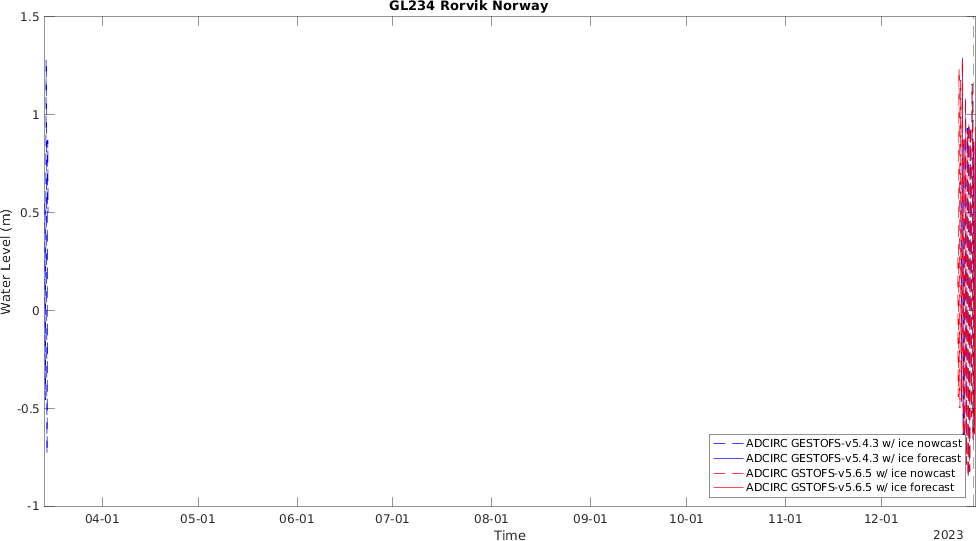 GL234 Rorvik Norway
1.5
1
0.5
0
-0.5
-1
Water Level (m)
04-01 05-01 06-01 07-01 08-01 09-01 10-01 11-01 12-01
Time
2023
ADCIRC GESTOFS-v5.4.3 w/ ice nowcast
ADCIRC GESTOFS-v5.4.3 w/ ice forecast
ADCIRC GSTOFS-v5.6.5 w/ ice nowcast
ADCIRC GSTOFS-v5.6.5 w/ ice forecast